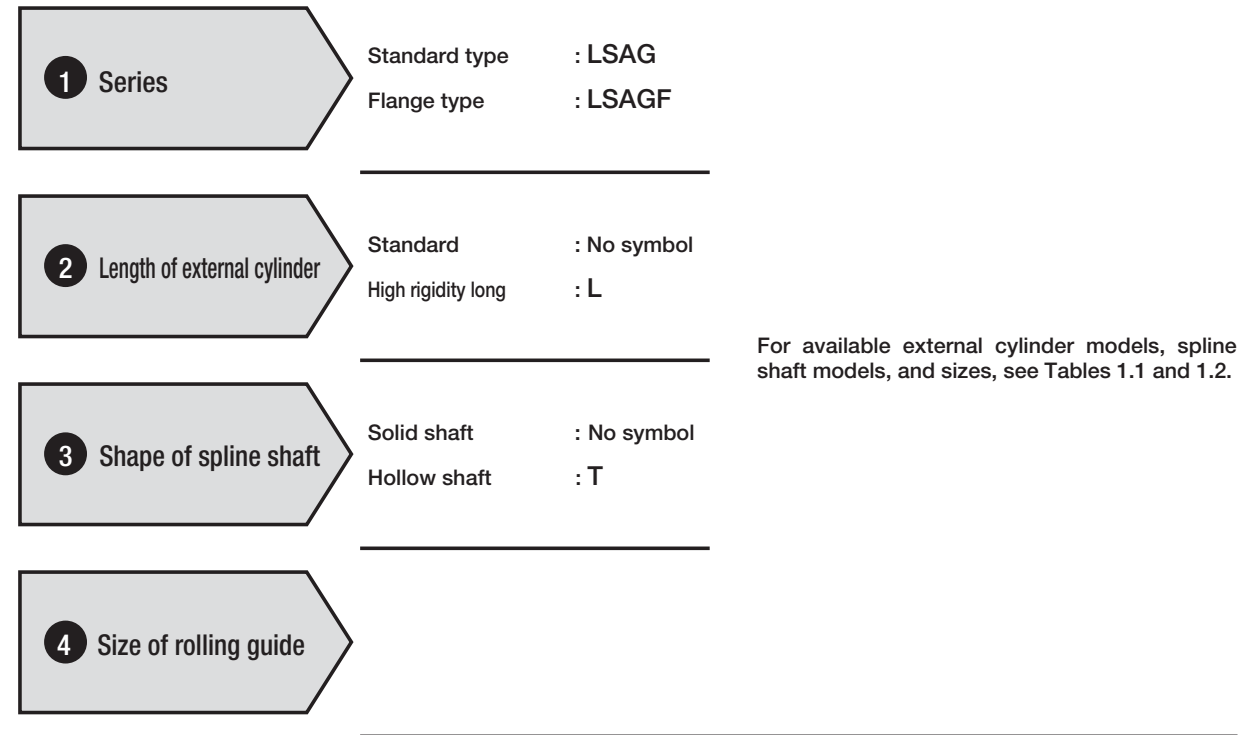 1 Series
Standard type : LSAG
Flange type : LSAGF
2 Length of external cylinder
Standard : No symbol
High rigidity long : L
For available external cylinder models, spline
shaft models, and sizes, see Tables 1.1 and 1.2.
3 Shape of spline shaft
Solid shaft : No symbol
Hollow shaft : T
4 Size of rolling guide